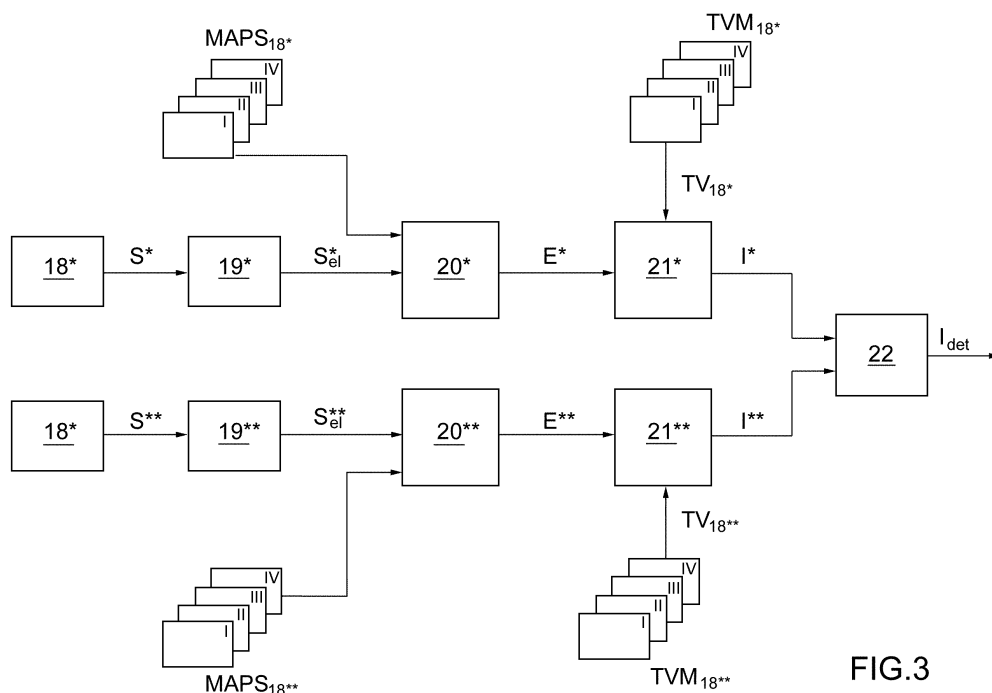 MAPS18*
TVM18*
IV
III
II
I
IV
III
II
I
TV18*
18*
S*
19*
S*el
20*
E*
21*
I*
22
Idet
18*
S**
19**
S**el
20**
E**
21**
I**
TV18**
IV
III
II
I
IV
III
II
I
MAPS18**
TVM18**
FIG.3